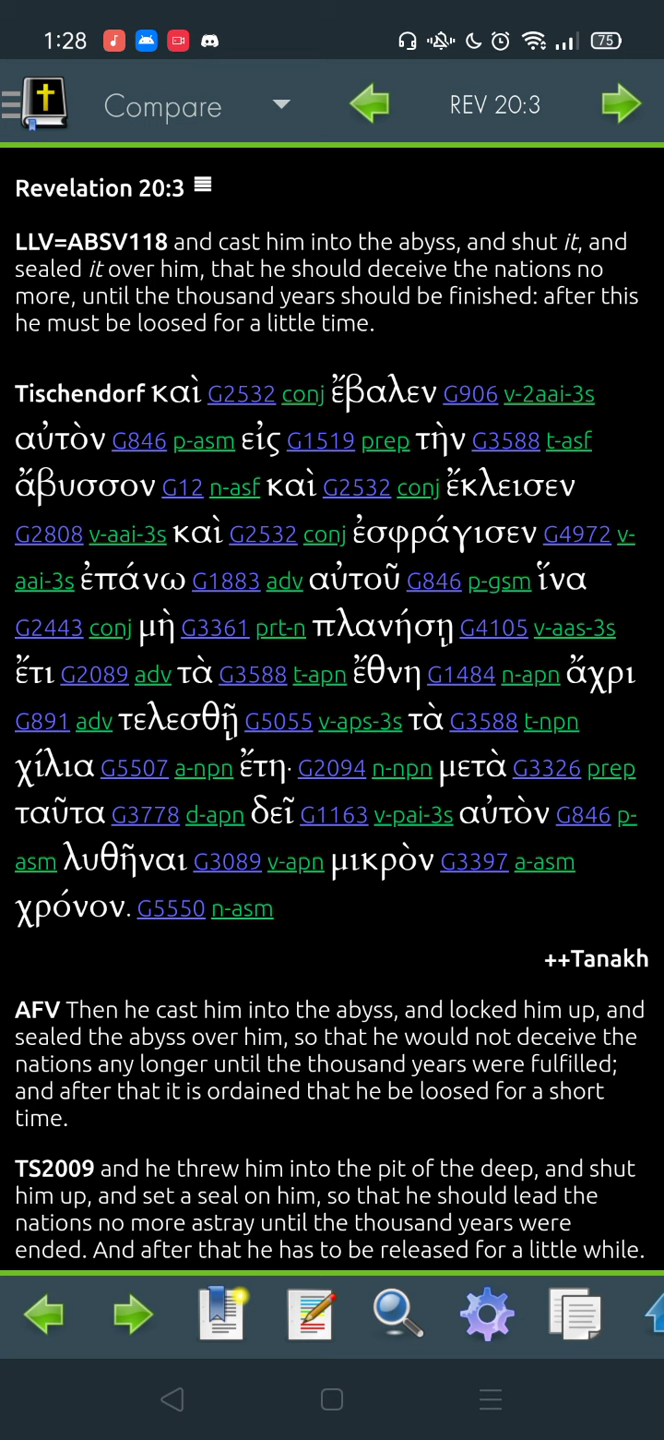 1:28 75
Compare REV 20:3
Revelation 20:3
LLV=ABSV118 and cast him into the abyss, and shut it, and
sealed it over him, that he should deceive the nations no
more, until the thousand years should be finished: after this
he must be loosed for a little time.
Tischendorf καὶ G2532 conj ἔβαλεν G906 v-2aai-3s
αὐτὸν G846 p-asm εἰς G1519 prep τὴν G3588 t-asf
ἄβυσσον G12 n-asf καὶ G2532 conj ἔκλεισεν
G2808 v-aai-3s καὶ G2532 conj ἐσφράγισεν G4972 v-
aai-3s ἐπάνω G1883 adv αὐτοῦ G846 p-gsm ἵνα
G2443 conj μὴ G3361 prt-n πλανήσῃ G4105 v-aas-3s
ἔτι G2089 adv τὰ G3588 t-apn ἔθνη G1484 n-apn ἄχρι
G891 adv τελεσθῇ G5055 v-aps-3s τὰ G3588 t-npn
χίλια G5507 a-npn ἔτη· G2094 n-npn μετὰ G3326 prep
ταῦτα G3778 d-apn δεῖ G1163 v-pai-3s αὐτὸν G846 p-
asm λυθῆναι G3089 v-apn μικρὸν G3397 a-asm
χρόνον. G5550 n-asm
++Tanakh
AFV Then he cast him into the abyss, and locked him up, and
sealed the abyss over him, so that he would not deceive the
nations any longer until the thousand years were fulfilled;
and after that it is ordained that he be loosed for a short
time.
TS2009 and he threw him into the pit of the deep, and shut
him up, and set a seal on him, so that he should lead the
nations no more astray until the thousand years were
ended. And after that he has to be released for a little while.